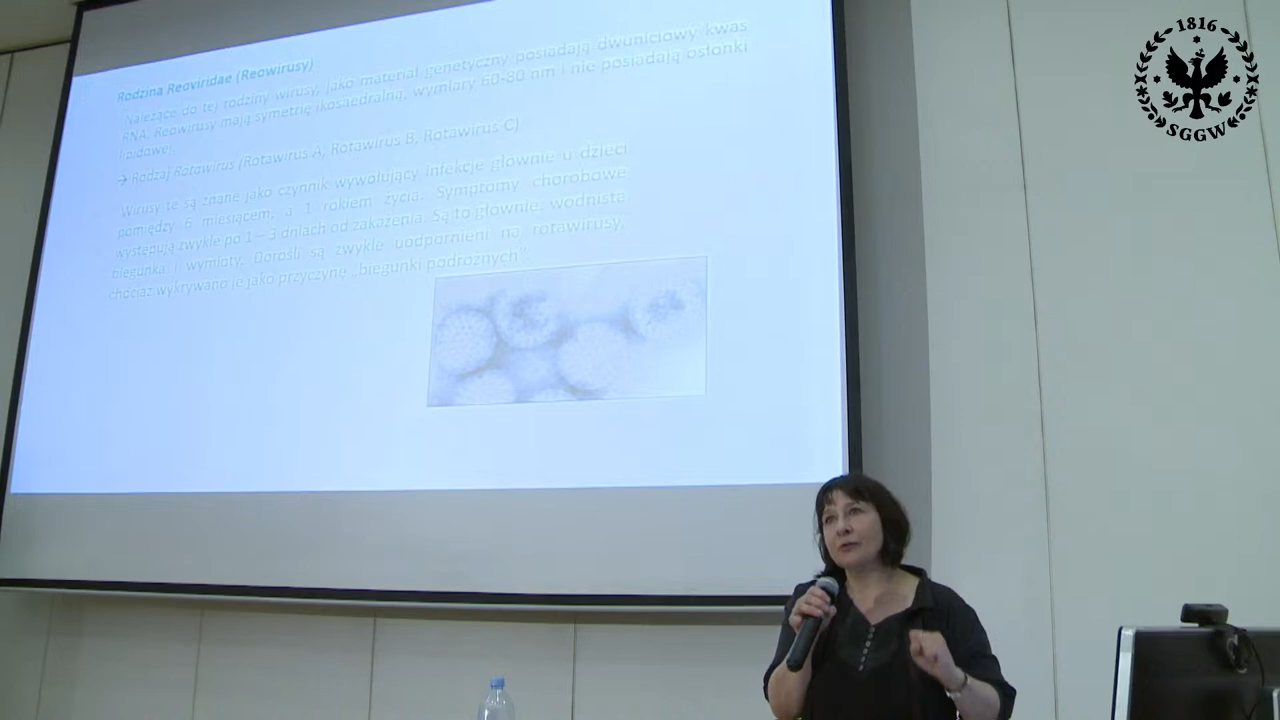 Rodzina Reoviridae (Reowirusy)
Należące do tej rodziny wirusy, jako materiał genetyczny posiadają dwuniciowy kwas
RNA. Reowirusy mają symetrię ikosaedralną, wymiary 60-80 nm i nie posiadają osłonki
lipidowej.
→ Rodzaj Rotawirus (Rotawirus A, Rotawirus B, Rotawirus C)
Wirusy te są znane jako czynnik wywołujący infekcje głownie u dzieci
pomiędzy 6 miesiącem, a 1 rokiem życia. Symptomy chorobowe
występują zwykle po 1–3 dniach od zakażenia. Są to głownie: wodnista
biegunka i wymioty. Dorośli są zwykle uodpornieni na rotawirusy,
chociaż wykrywano je jako przyczynę „biegunki podrożnych".
1816
SGGW